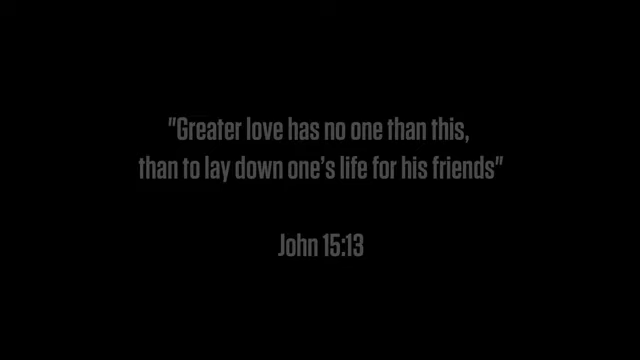 "Greater love has no one than this,
than to lay down one's life for his friends"
John 15:13